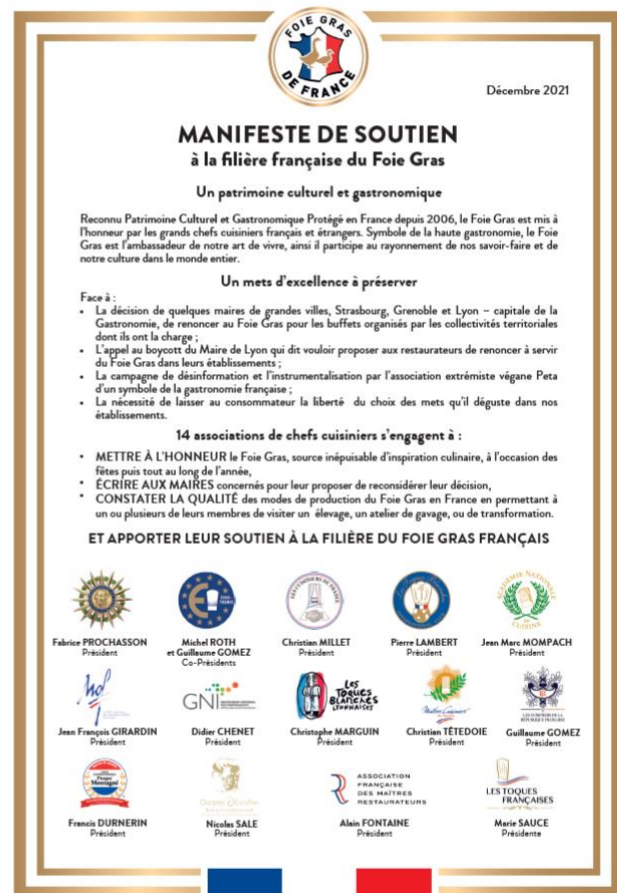 FOIE GRAS
DE FRANCE
Décembre 2021
MANIFESTE DE SOUTIEN
à la filière française du Foie Gras
Un patrimoine culturel et gastronomique
Reconnu Patrimoine Culturel et Gastronomique Protégé en France depuis 2006, le Foie Gras est mis à
l'honneur par les grands chefs cuisiniers français et étrangers. Symbole de la haute gastronomie, le Foie
Gras est l'ambassadeur de notre art de vivre, ainsi il participe au rayonnement de nos savoir-faire et de
notre culture dans le monde entier.
Un mets d'excellence à préserver
Face à :
• La décision de quelques maires de grandes villes, Strasbourg, Grenoble et Lyon – capitale de la
Gastronomie, de renoncer au Foie Gras pour les buffets organisés par les collectivités territoriales
dont ils ont la charge ;
• L'appel au boycott du Maire de Lyon qui dit vouloir proposer aux restaurateurs de renoncer à servir
du Foie Gras dans leurs établissements ;
• La campagne de désinformation et l'instrumentalisation par l'association extrémiste végane Peta
d'un symbole de la gastronomie française ;
• La nécessité de laisser au consommateur la liberté du choix des mets qu'il déguste dans nos
établissements.
14 associations de chefs cuisiniers s'engagent à :
• METTRE À L'HONNEUR le Foie Gras, source inépuisable d'inspiration culinaire, à l'occasion des
fêtes puis tout au long de l'année,
• ÉCRIRE AUX MAIRES concernés pour leur proposer de reconsidérer leur décision,
• CONSTATER LA QUALITÉ des modes de production du Foie Gras en France en permettant à
un ou plusieurs de leurs membres de visiter un élevage, un atelier de gavage, ou de transformation.
ET APPORTER LEUR SOUTIEN À LA FILIÈRE DU FOIE GRAS FRANÇAIS
ACADÉMIE NATIONALE
DE
CUISINE
Fabrice PROCHASSON
Président
Michel ROTH
et Guillaume GOMEZ
Co-Présidents
Christian MILLET
Président
Pierre LAMBERT
Président
Jean Marc MOMPACH
Président
GNI
LES
TOQUES
BLANCHES
LYONNAISES
Maîtres Cuisiniers
Jean François GIRARDIN
Président
Didier CHENET
Président
Christophe MARGUIN
Président
Christian TÊTEDOIE
Président
Guillaume GOMEZ
Président
Prosper
Montagné
Disciples d'Escoffier
ASSOCIATION
FRANÇAISE
DES MAÎTRES
RESTAURATEURS
LES TOQUES
FRANÇAISES
Francis DURNERIN
Président
Nicolas SALE
Président
Alain FONTAINE
Président
Marie SAUCE
Présidente